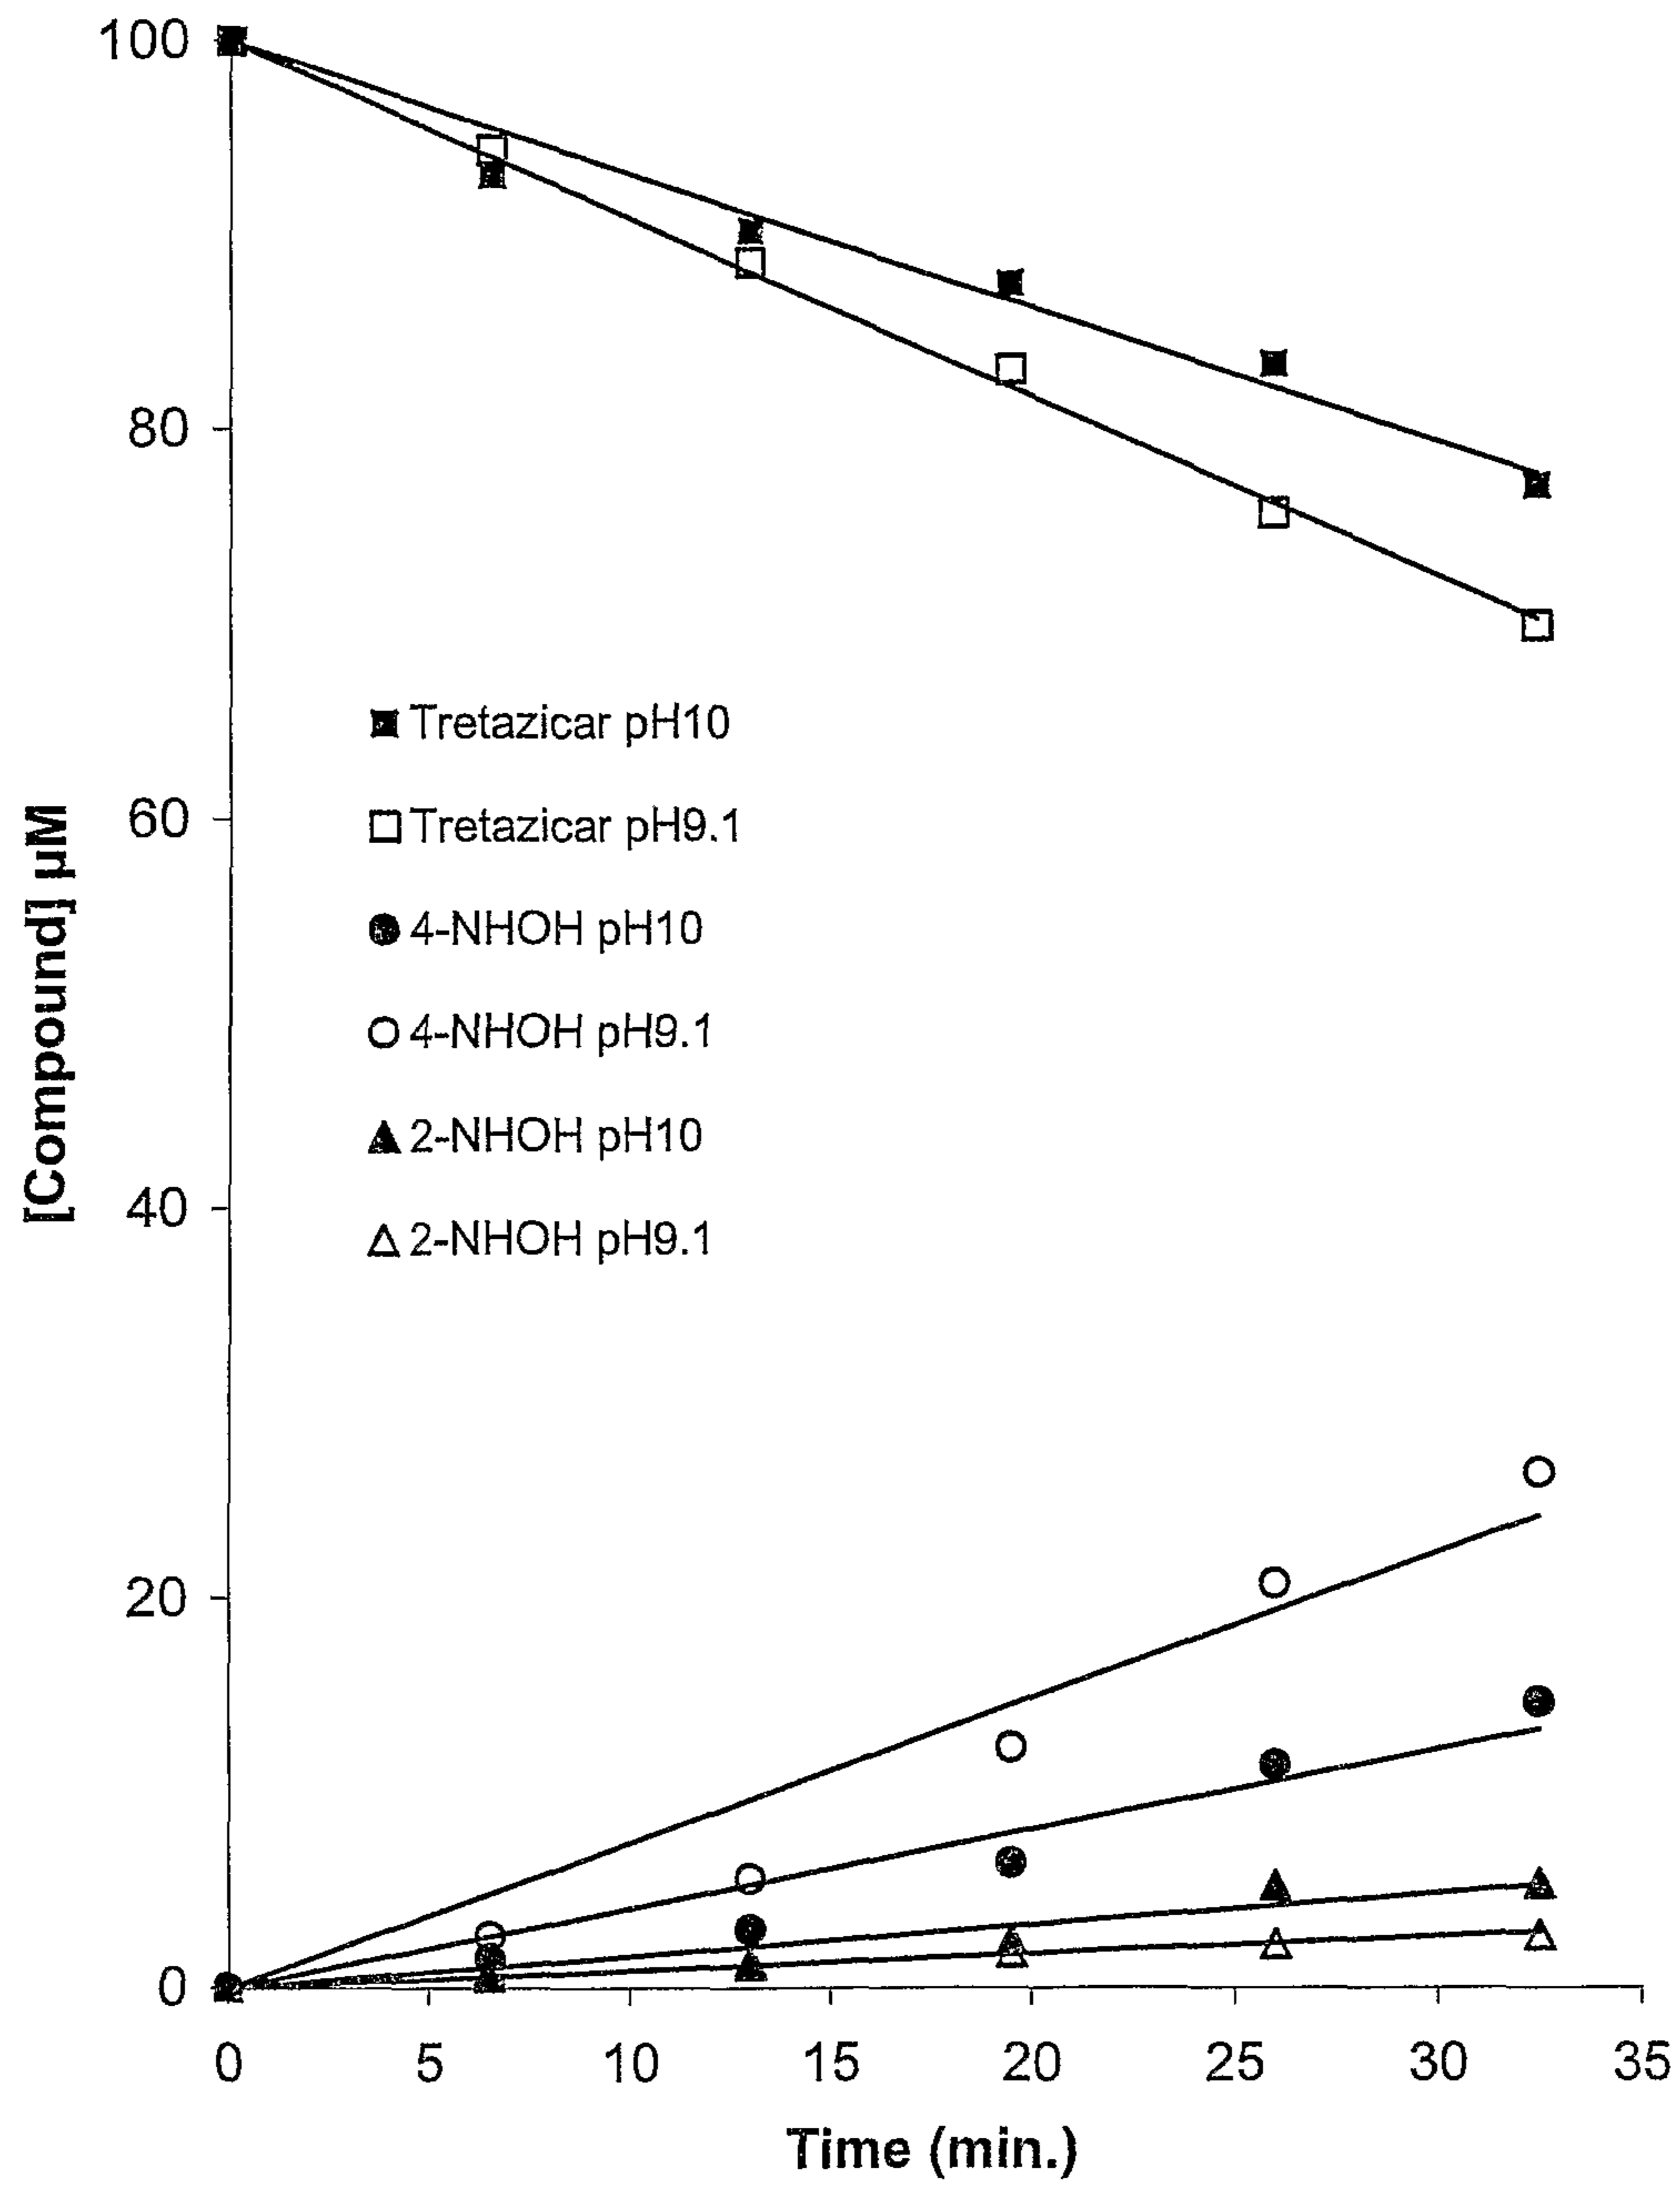 100
80
60
40
20
0
[Compound] µM
Tretazicar pH10
Tretazicar pH9.1
4-NHOH pH10
4-NHOH pH9.1
2-NHOH pH10
2-NHOH pH9.1
0 5 10 15 20 25 30 35
Time (min.)